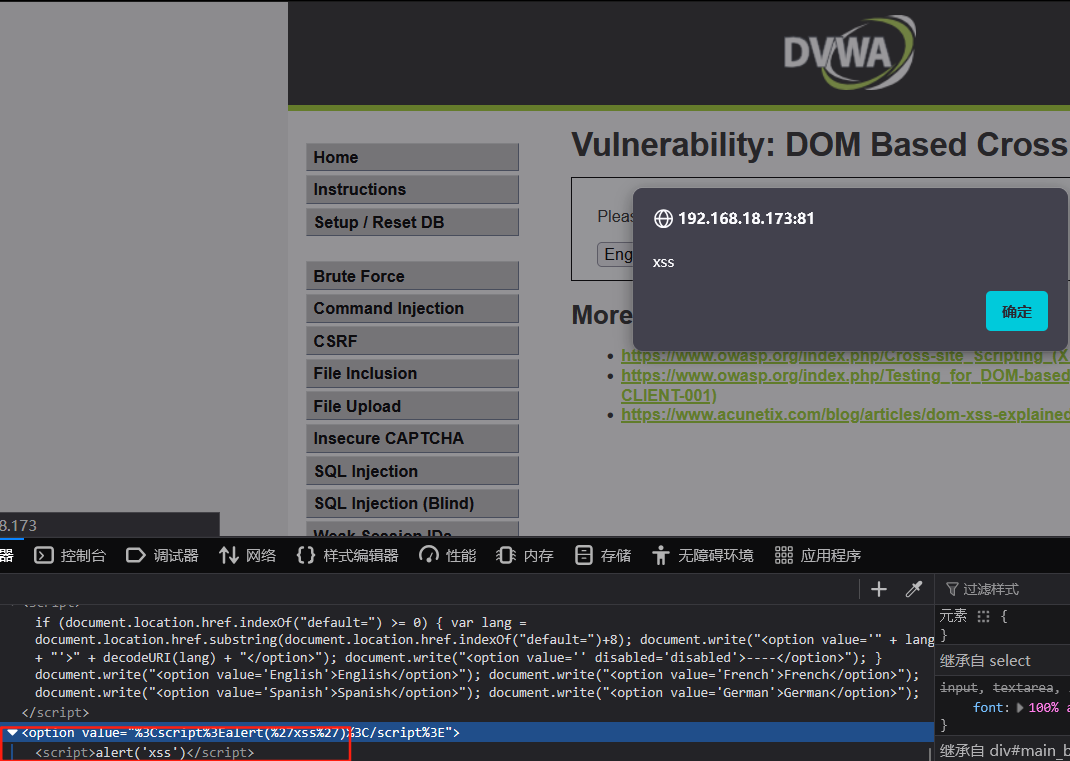 DVWA
Vulnerability: DOM Based Cross
Home
Instructions
Setup / Reset DB
Brute Force
Command Injection
CSRF
File Inclusion
File Upload
Insecure CAPTCHA
SQL Injection
SQL Injection (Blind)
Weak Session IDs
Plea
Eng
192.168.18.173:81
xss
确定
More
https://www.owasp.org/index.php/Cross-site_Scripting_(X
https://www.owasp.org/index.php/Testing_for_DOM-based
CLIENT-001)
https://www.acunetix.com/blog/articles/dom-xss-explained
8.173
器 控制台 调试器 网络 样式编辑器 性能 内存 存储 无障碍环境 应用程序
<script>
if (document.location.href.indexOf("default=") >= 0) { var lang =
document.location.href.substring(document.location.href.indexOf("default=")+8); document.write("<option value='" + lang
+ "'>" + decodeURI(lang) + "</option>"); document.write("<option value='' disabled='disabled'>----</option>"); }
document.write("<option value='English'>English</option>"); document.write("<option value='French'>French</option>");
document.write("<option value='Spanish'>Spanish</option>"); document.write("<option value='German'>German</option>");
</script>
<option value="%3Cscript%3Ealert(%27xss%27)%3C/script%3E">
<script>alert('xss')</script>
过滤样式
元素 {
}
继承自 select
input, textarea,
font: 100% a
}
继承自 div#main_b